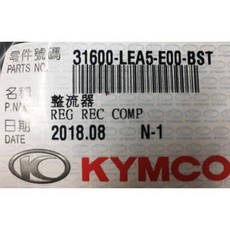 零件號碼 31600-LEA5-E00-BST
PARTS NO.
名稱 整流器
P.NAME REG REC COMP
日期 2018.08 N-1
DATE
KYMCO